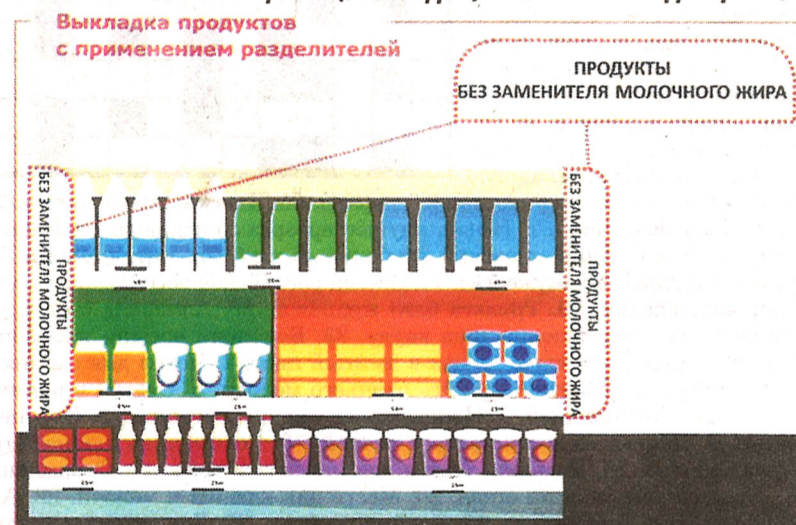 Выкладка продуктов
с применением разделителей
ПРОДУКТЫ
БЕЗ ЗАМЕНИТЕЛЯ МОЛОЧНОГО ЖИРА
ПРОДУКТЫ
БЕЗ ЗАМЕНИТЕЛЯ МОЛОЧНОГО ЖИРА
ПРОДУКТЫ
БЕЗ ЗАМЕНИТЕЛЯ МОЛОЧНОГО ЖИРА